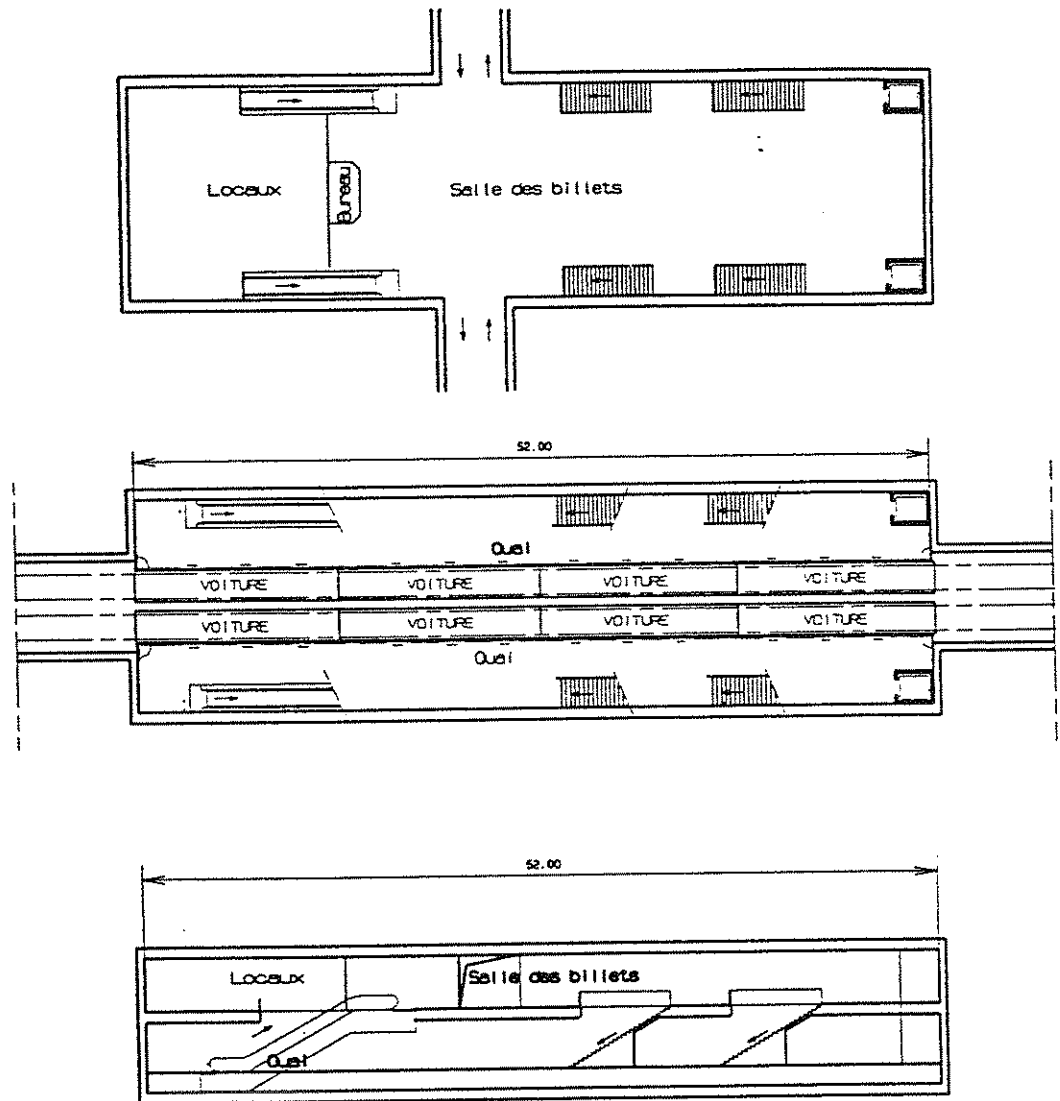 Locaux
Bureau
Salle des billets
52.00
Quai
VOITURE VOITURE VOITURE VOITURE
VOITURE VOITURE VOITURE VOITURE
Quai
52.00
Locaux
Salle des billets
Quai